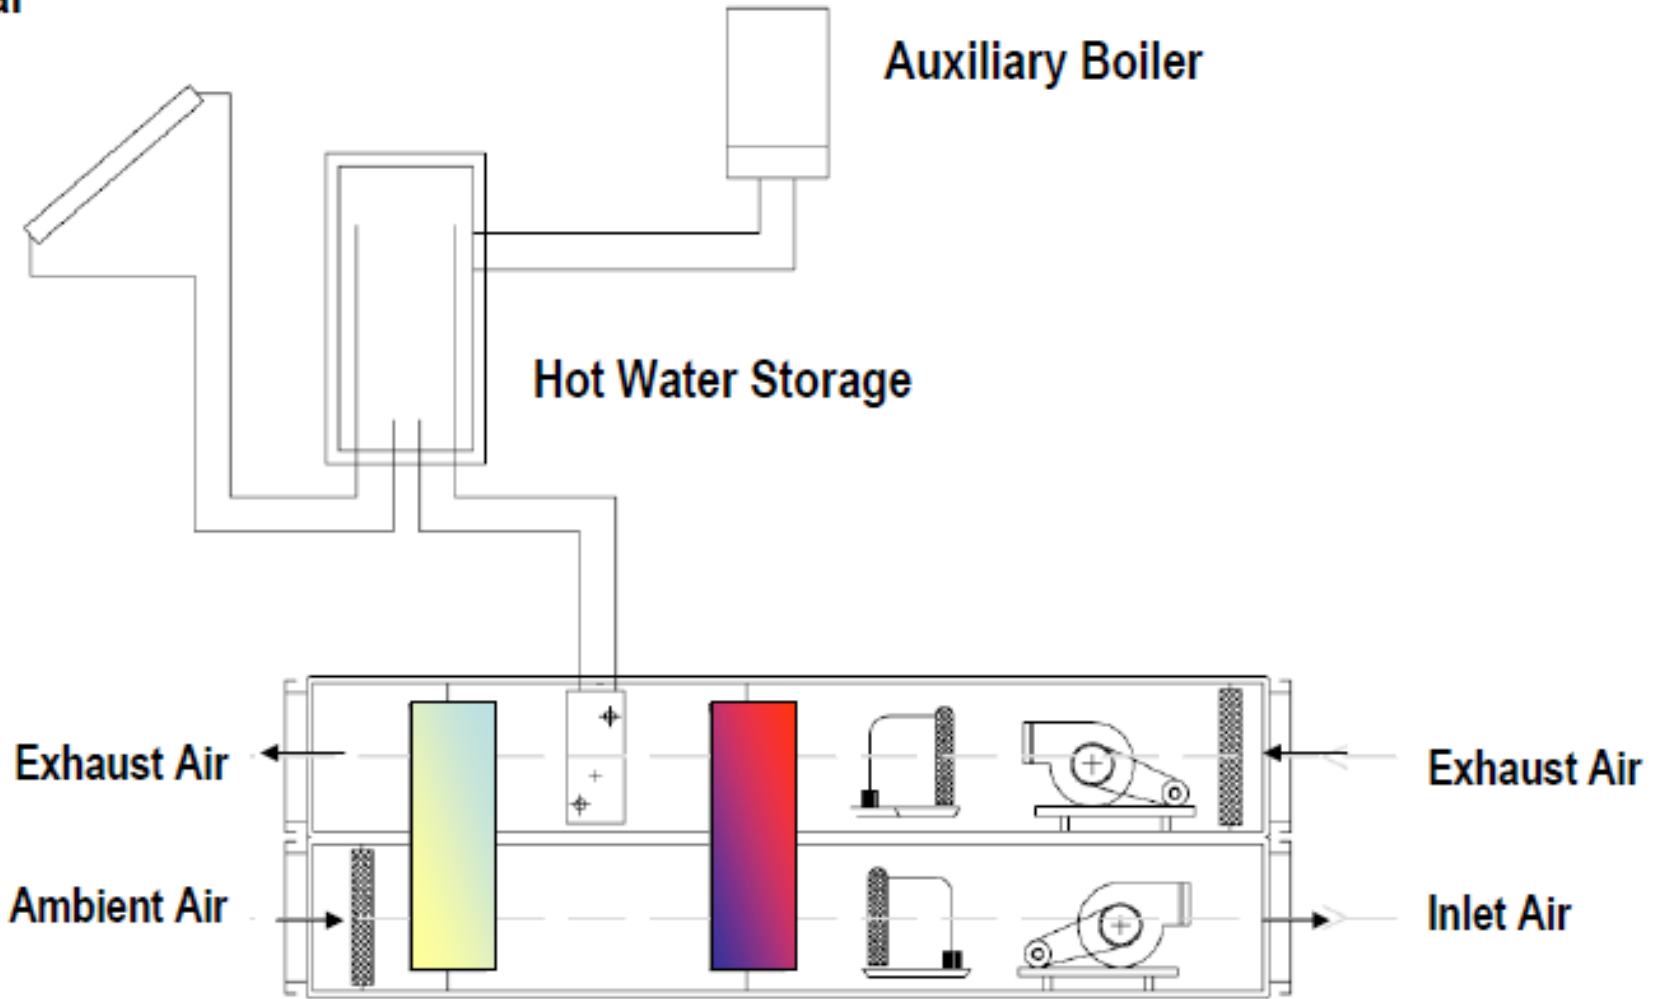 Auxiliary Boiler
Hot Water Storage
Exhaust Air
Exhaust Air
Ambient Air
Inlet Air